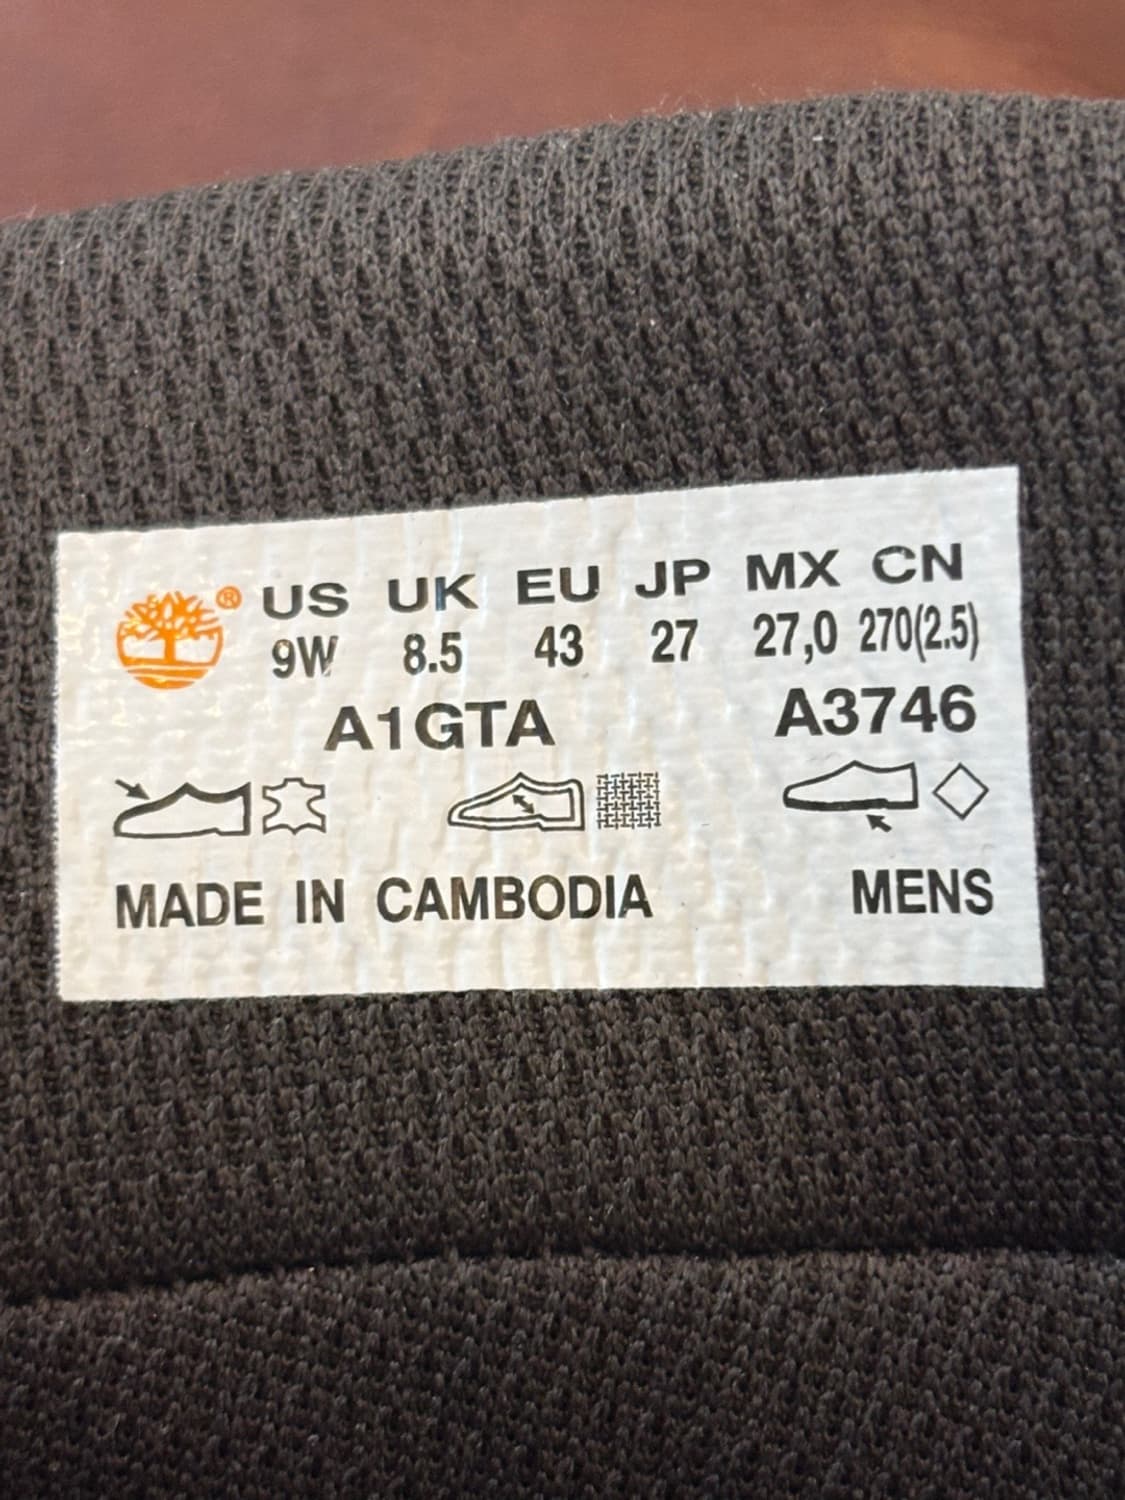 ® US UK EU JP MX CN
9W 8.5 43 27 27,0 270(2.5)
A1GTA A3746
MADE IN CAMBODIA MENS